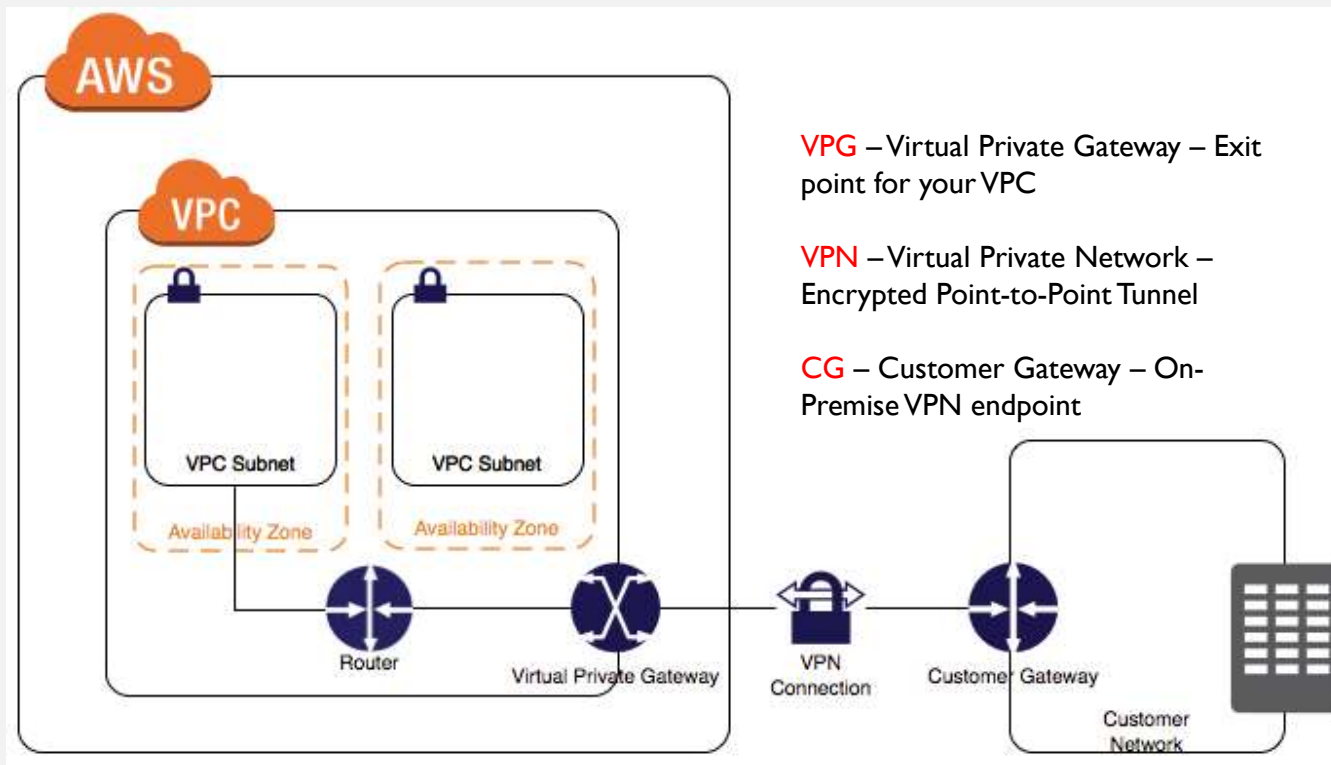 AWS
VPC
VPG – Virtual Private Gateway – Exit
point for your VPC
VPN – Virtual Private Network –
Encrypted Point-to-Point Tunnel
CG – Customer Gateway – On-
Premise VPN endpoint
VPC Subnet
VPC Subnet
Availability Zone
Availability Zone
Router
Virtual Private Gateway
VPN
Connection
Customer Gateway
Customer
Network